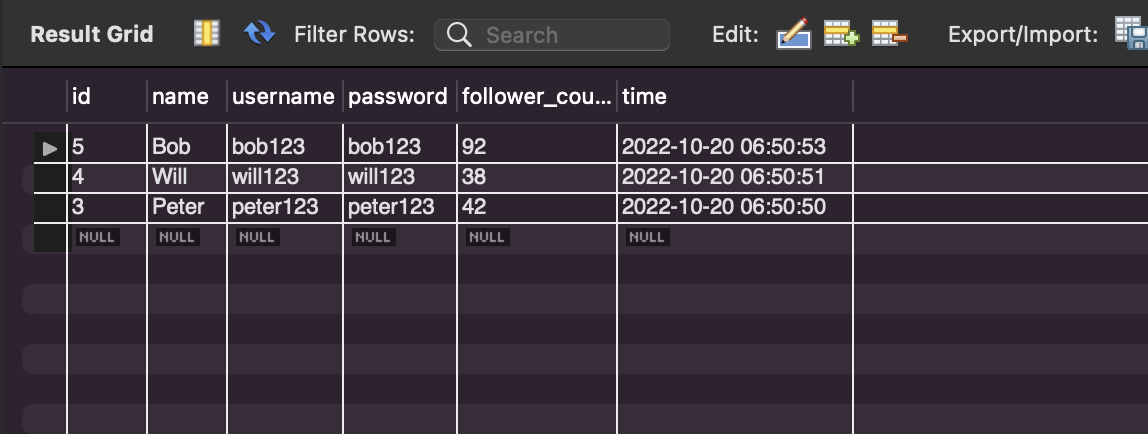 Result Grid Filter Rows: Search Edit: Export/Import:
id name username password follower_cou... time
5 Bob bob123 bob123 92 2022-10-20 06:50:53
4 Will will123 will123 38 2022-10-20 06:50:51
3 Peter peter123 peter123 42 2022-10-20 06:50:50
NULL NULL NULL NULL NULL NULL